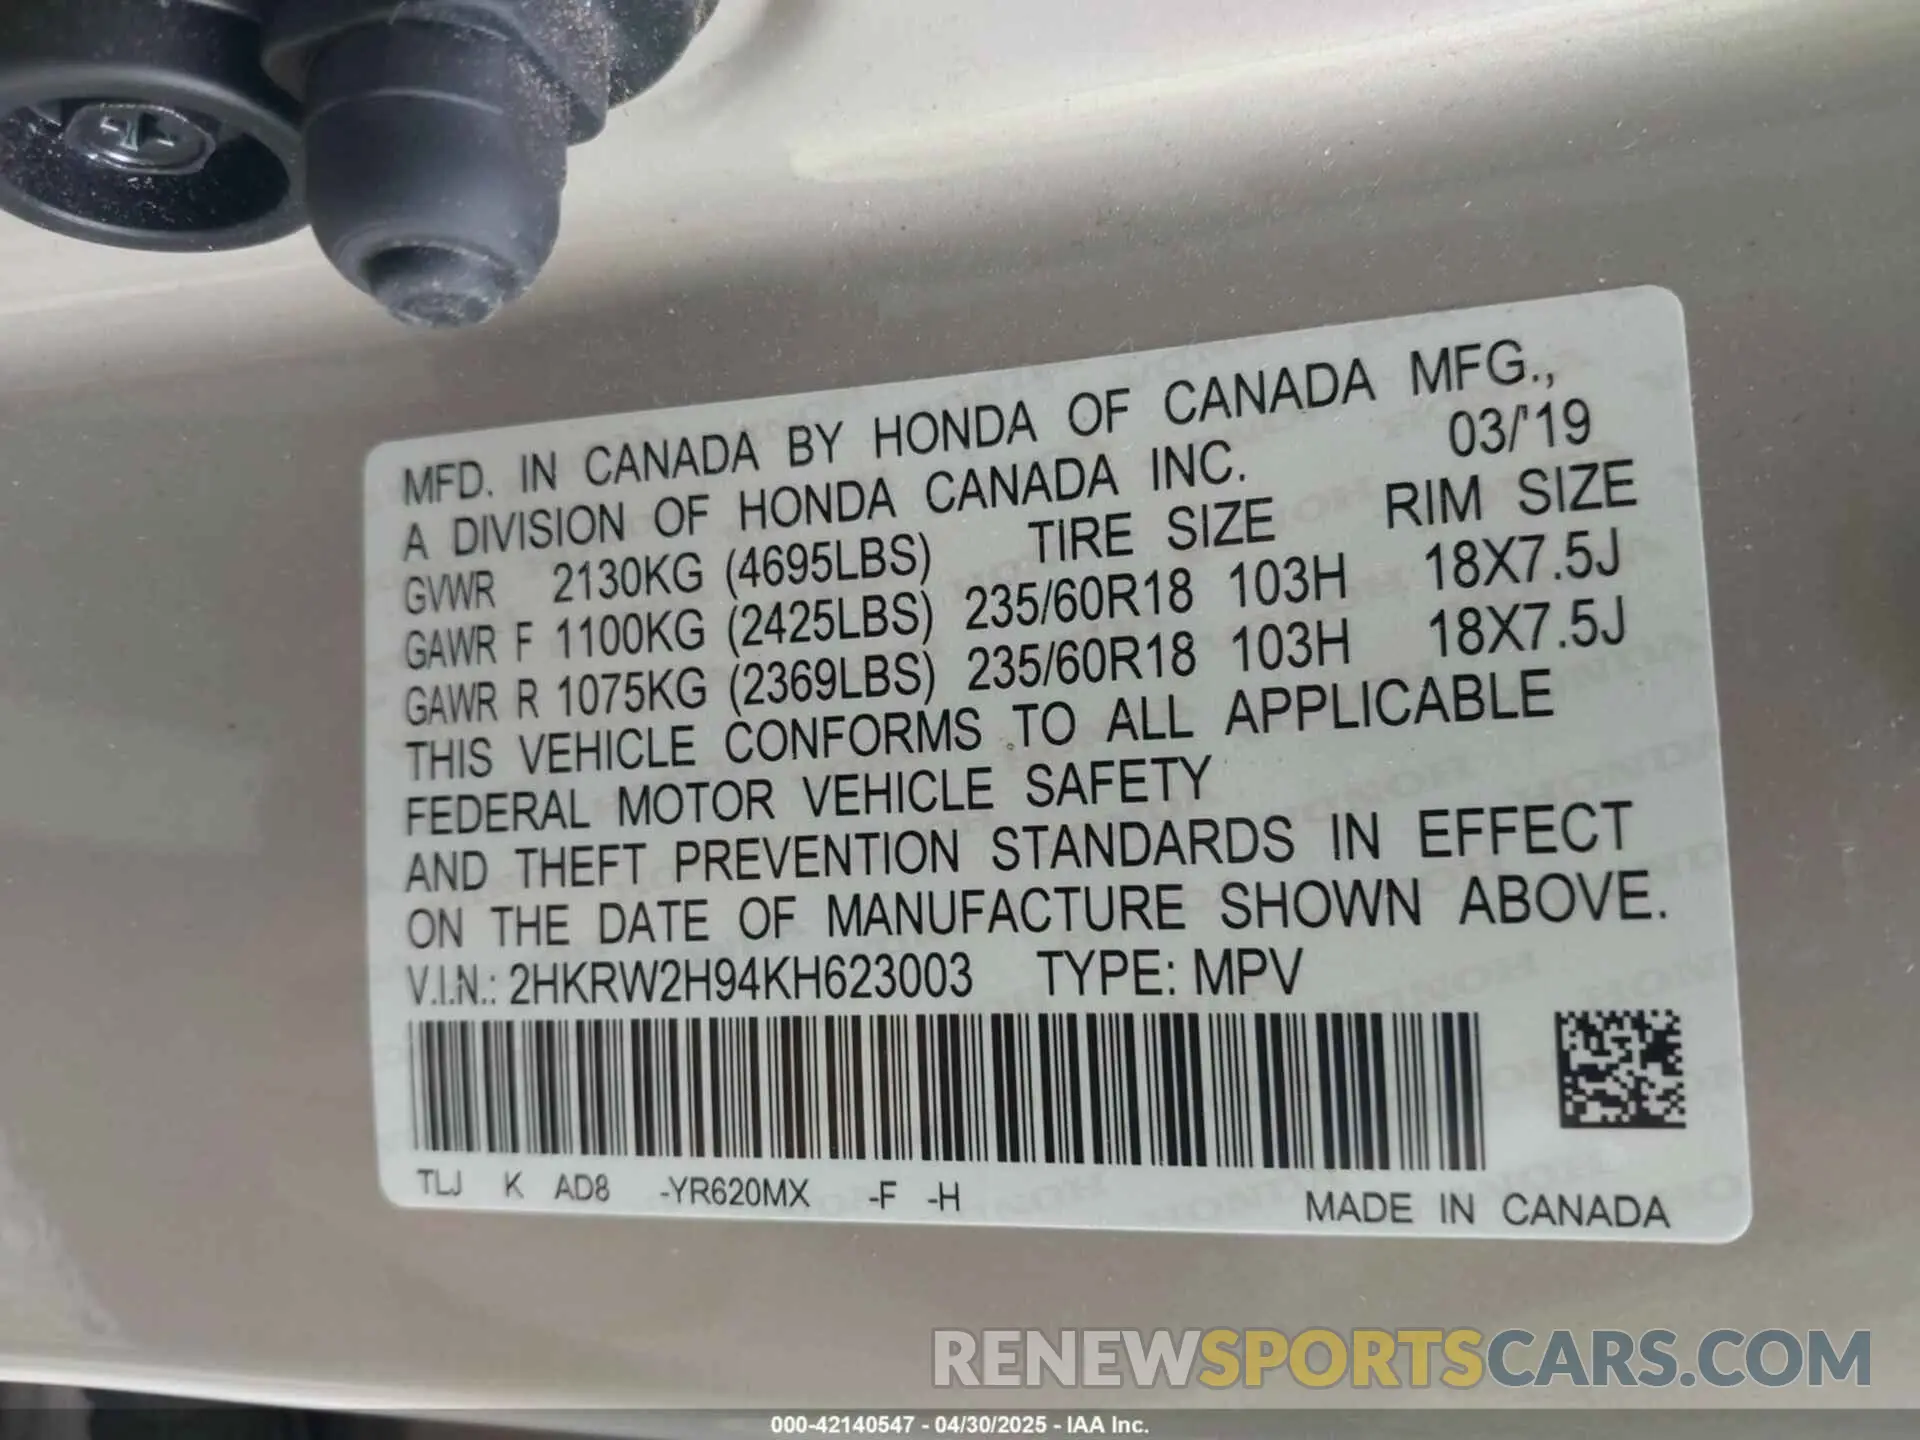 MFD. IN CANADA BY HONDA OF CANADA MFG.,
A DIVISION OF HONDA CANADA INC. 03/'19
GVWR 2130KG (4695LBS) TIRE SIZE RIM SIZE
GAWR F 1100KG (2425LBS) 235/60R18 103H 18X7.5J
GAWR R 1075KG (2369LBS) 235/60R18 103H 18X7.5J
THIS VEHICLE CONFORMS TO ALL APPLICABLE
FEDERAL MOTOR VEHICLE SAFETY
AND THEFT PREVENTION STANDARDS IN EFFECT
ON THE DATE OF MANUFACTURE SHOWN ABOVE.
V.I.N.: 2HKRW2H94KH623003 TYPE: MPV
TLJ K AD8 -YR620MX -F -H
MADE IN CANADA
RENEWSPORTSCARS.COM
000-42140547 - 04/30/2025 - IAA Inc.